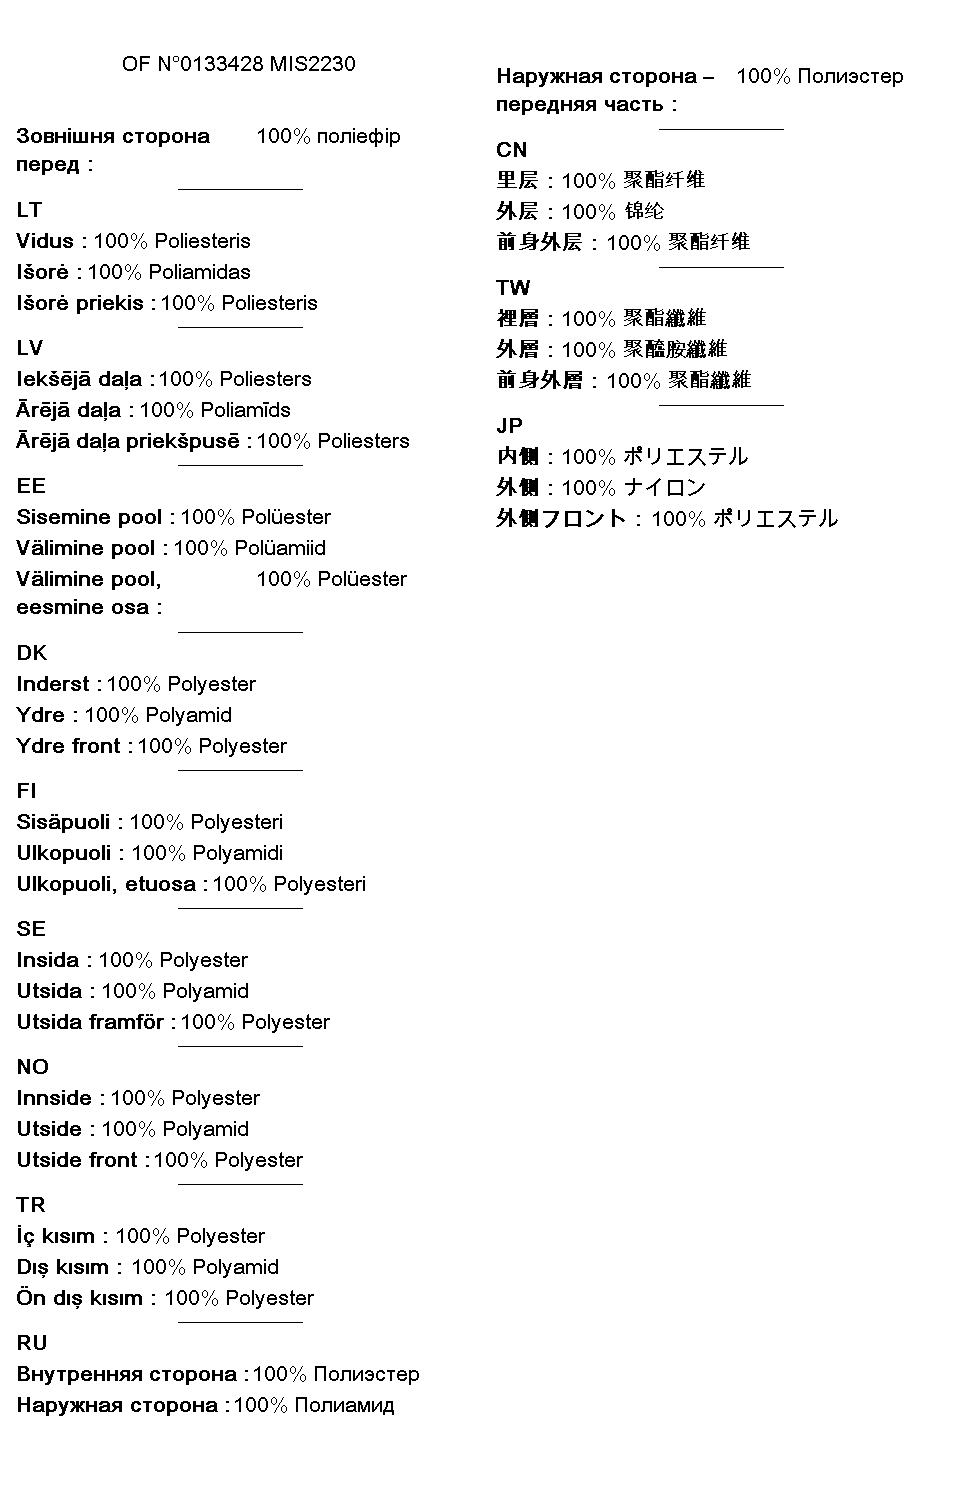 OF N°0133428 MIS2230
Зовнішня сторона 100% поліефір
перед :
LT
Vidus : 100% Poliesteris
Išorė : 100% Poliamidas
Išorė priekis : 100% Poliesteris
LV
Iekšējā daļa : 100% Poliesters
Ārējā daļa : 100% Poliamīds
Ārējā daļa priekšpusē : 100% Poliesters
EE
Sisemine pool : 100% Polüester
Välimine pool : 100% Polüamiid
Välimine pool, 100% Polüester
eesmine osa :
DK
Inderst : 100% Polyester
Ydre : 100% Polyamid
Ydre front : 100% Polyester
FI
Sisäpuoli : 100% Polyesteri
Ulkopuoli : 100% Polyamidi
Ulkopuoli, etuosa : 100% Polyesteri
SE
Insida : 100% Polyester
Utsida : 100% Polyamid
Utsida framför : 100% Polyester
NO
Innside : 100% Polyester
Utside : 100% Polyamid
Utside front : 100% Polyester
TR
İç kısım : 100% Polyester
Dış kısım : 100% Polyamid
Ön dış kısım : 100% Polyester
RU
Внутренняя сторона : 100% Полиэстер
Наружная сторона : 100% Полиамид
Наружная сторона – 100% Полиэстер
передняя часть :
CN
里层 : 100% 聚酯纤维
外层 : 100% 锦纶
前身外层 : 100% 聚酯纤维
TW
裡層 : 100% 聚酯纖維
外層 : 100% 聚醯胺纖維
前身外層 : 100% 聚酯纖維
JP
内側 : 100% ポリエステル
外側 : 100% ナイロン
外側フロント : 100% ポリエステル